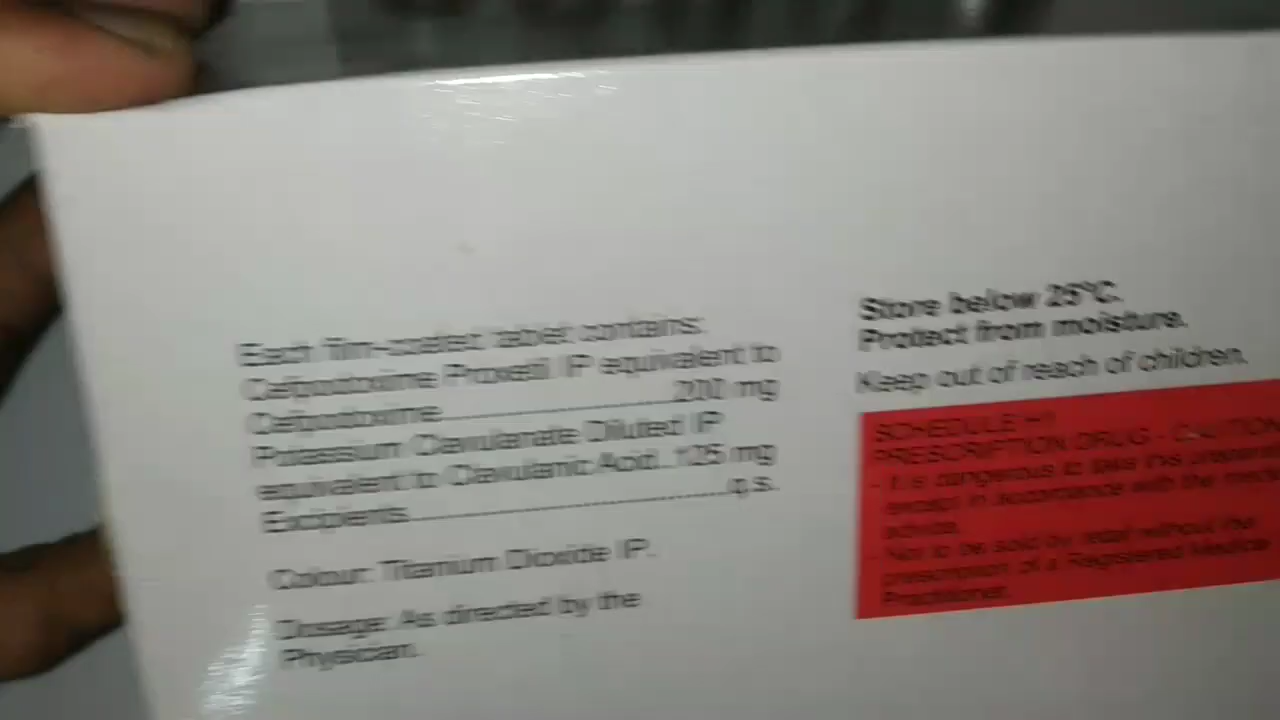 Each film-coated tablet contains:
Cefpodoxime Proxetil IP equivalent to
Cefpodoxime........................200 mg
Potassium Clavulanate Diluted IP
equivalent to Clavulanic Acid..125 mg
Excipients................................q.s.
Colour: Titanium Dioxide IP.
Dosage: As directed by the
Physician.
Store below 25°C.
Protect from moisture.
Keep out of reach of children.
SCHEDULE H1
PRESCRIPTION DRUG - CAUTION
- It is dangerous to take this
except in accordance with the
advice.
- Not to be sold by retail without the
prescription of a Registered Medical
Practitioner.